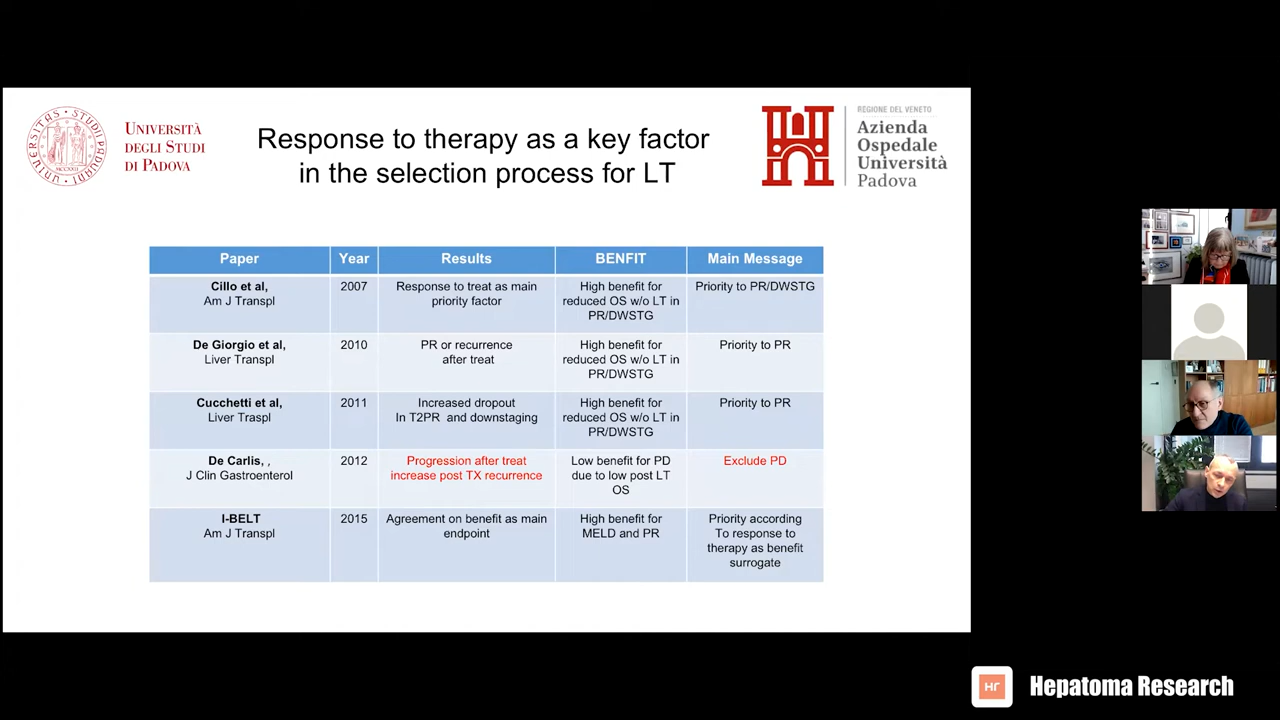 UNIVERSITÀ
DEGLI STUDI
DI PADOVA
Response to therapy as a key factor
in the selection process for LT
REGIONE DEL VENETO
Azienda
Ospedale
Università
Padova
Paper Year Results BENFIT Main Message
Cillo et al, 2007 Response to treat as main High benefit for Priority to PR/DWSTG
Am J Transpl priority factor reduced OS w/o LT in
PR/DWSTG
De Giorgio et al, 2010 PR or recurrence High benefit for Priority to PR
Liver Transpl after treat reduced OS w/o LT in
PR/DWSTG
Cucchetti et al, 2011 Increased dropout High benefit for Priority to PR
Liver Traspl In T2PR and downstaging reduced OS w/o LT in
PR/DWSTG
De Carlis, , 2012 Progression after treat Low benefit for PD Exclude PD
J Clin Gastroenterol increase post TX recurrence due to low post LT
OS
I-BELT 2015 Agreement on benefit as main High benefit for Priority according
Am J Transpl endpoint MELD and PR To response to
therapy as benefit
surrogate
Hr Hepatoma Research